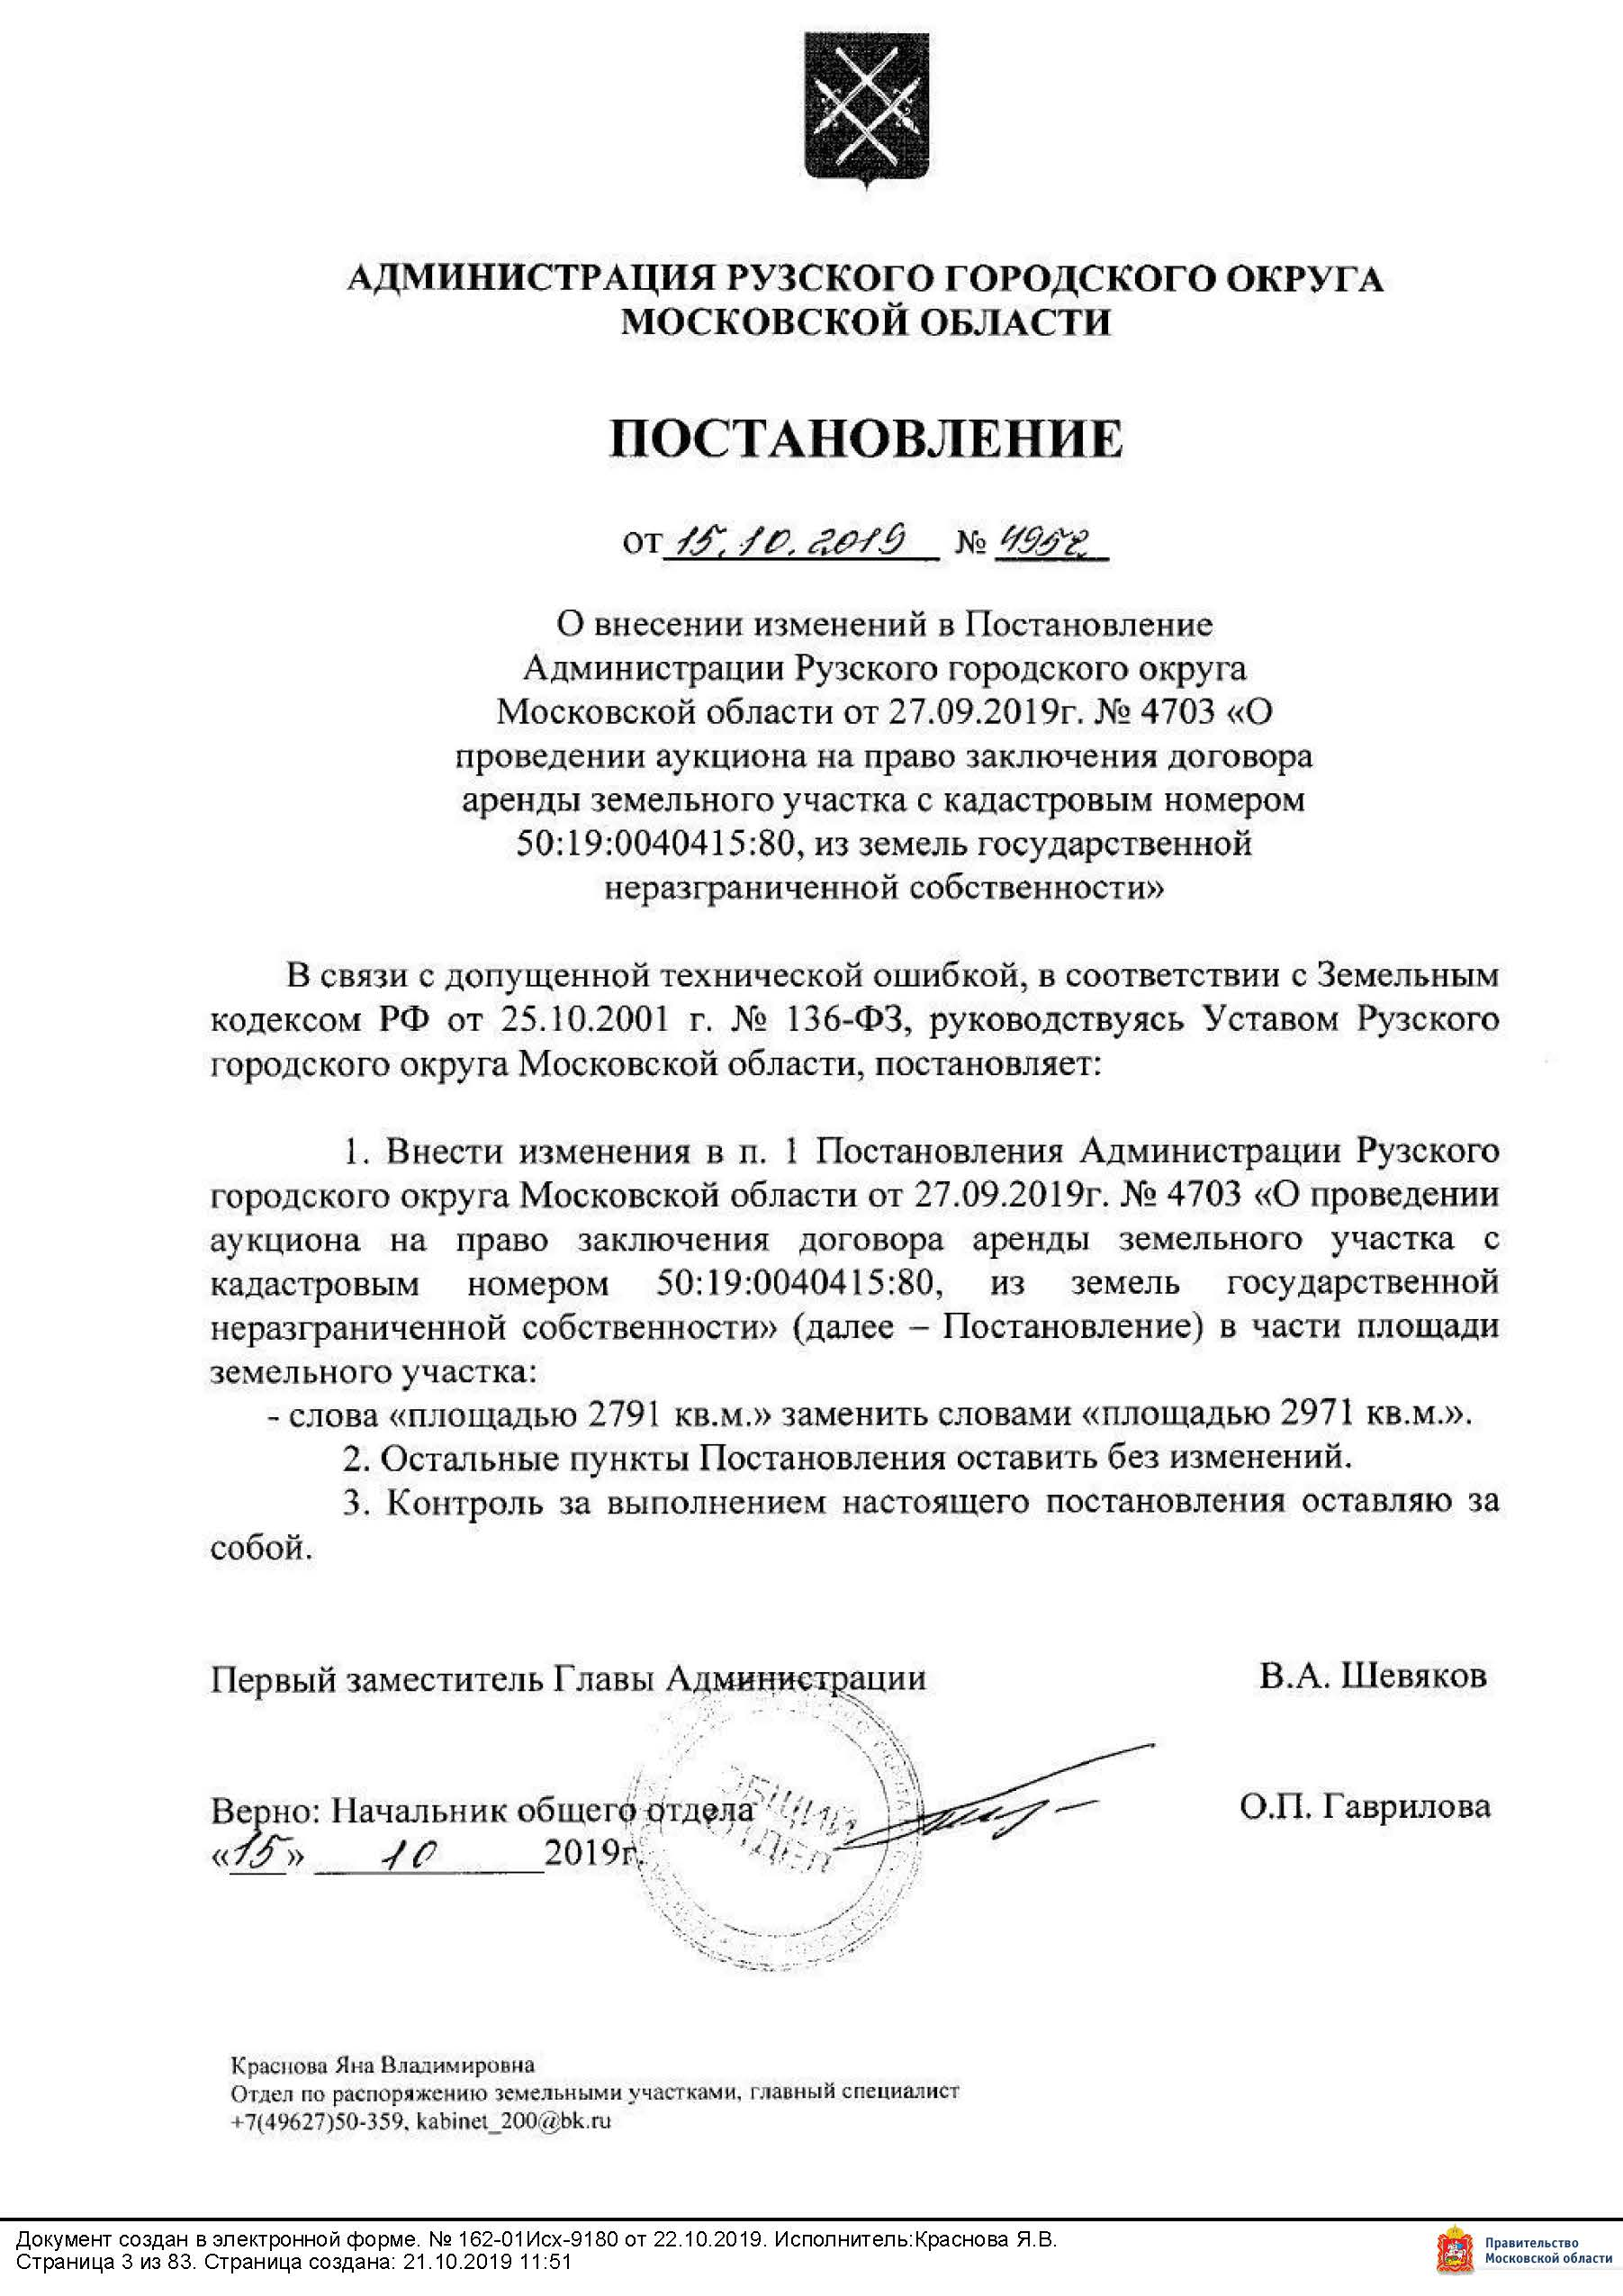 АДМИНИСТРАЦИЯ РУЗСКОГО ГОРОДСКОГО ОКРУГА
МОСКОВСКОЙ ОБЛАСТИ
ПОСТАНОВЛЕНИЕ
от 15.10.2019 № 4952
О внесении изменений в Постановление
Администрации Рузского городского округа
Московской области от 27.09.2019г. № 4703 «О
проведении аукциона на право заключения договора
аренды земельного участка с кадастровым номером
50:19:0040415:80, из земель государственной
неразграниченной собственности»
В связи с допущенной технической ошибкой, в соответствии с Земельным
кодексом РФ от 25.10.2001 г. № 136-ФЗ, руководствуясь Уставом Рузского
городского округа Московской области, постановляет:
1. Внести изменения в п. 1 Постановления Администрации Рузского
городского округа Московской области от 27.09.2019г. № 4703 «О проведении
аукциона на право заключения договора аренды земельного участка с
кадастровым номером 50:19:0040415:80, из земель государственной
неразграниченной собственности» (далее – Постановление) в части площади
земельного участка:
- слова «площадью 2791 кв.м.» заменить словами «площадью 2971 кв.м.».
2. Остальные пункты Постановления оставить без изменений.
3. Контроль за выполнением настоящего постановления оставляю за
собой.
Первый заместитель Главы Администрации В.А. Шевяков
Верно: Начальник общего отдела О.П. Гаврилова
«15» 10 2019г.
ОБЩИЙ
ОТДЕЛ
Краснова Яна Владимировна
Отдел по распоряжению земельными участками, главный специалист
+7(49627)50-359, kabinet_200@bk.ru
Документ создан в электронной форме. № 162-01Исх-9180 от 22.10.2019. Исполнитель:Краснова Я.В.
Страница 3 из 83. Страница создана: 21.10.2019 11:51
Правительство
Московской области